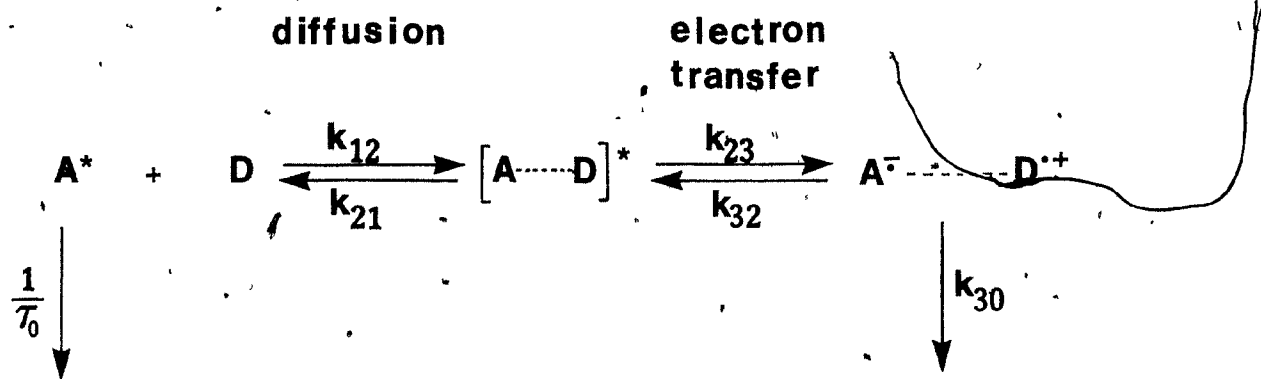 diffusion electron
transfer
k₁₂ k₂₃
A* + D [A······D]* A⁻· ------ D·⁺
k₂₁ k₃₂
1/τ₀ k₃₀